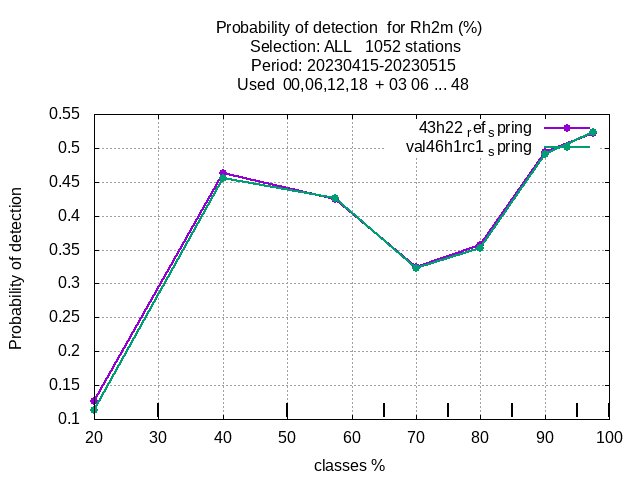 Probability of detection  for Rh2m (%)
Selection: ALL   1052 stations
Period: 20230415-20230515
Used  00,06,12,18  + 03 06 ... 48
0.55
0.5
0.45
0.4
0.35
0.3
0.25
0.2
0.15
0.1
Probability of detection
43h22 ref spring
val46h1rc1 spring
20 30 40 50 60 70 80 90 100
classes %